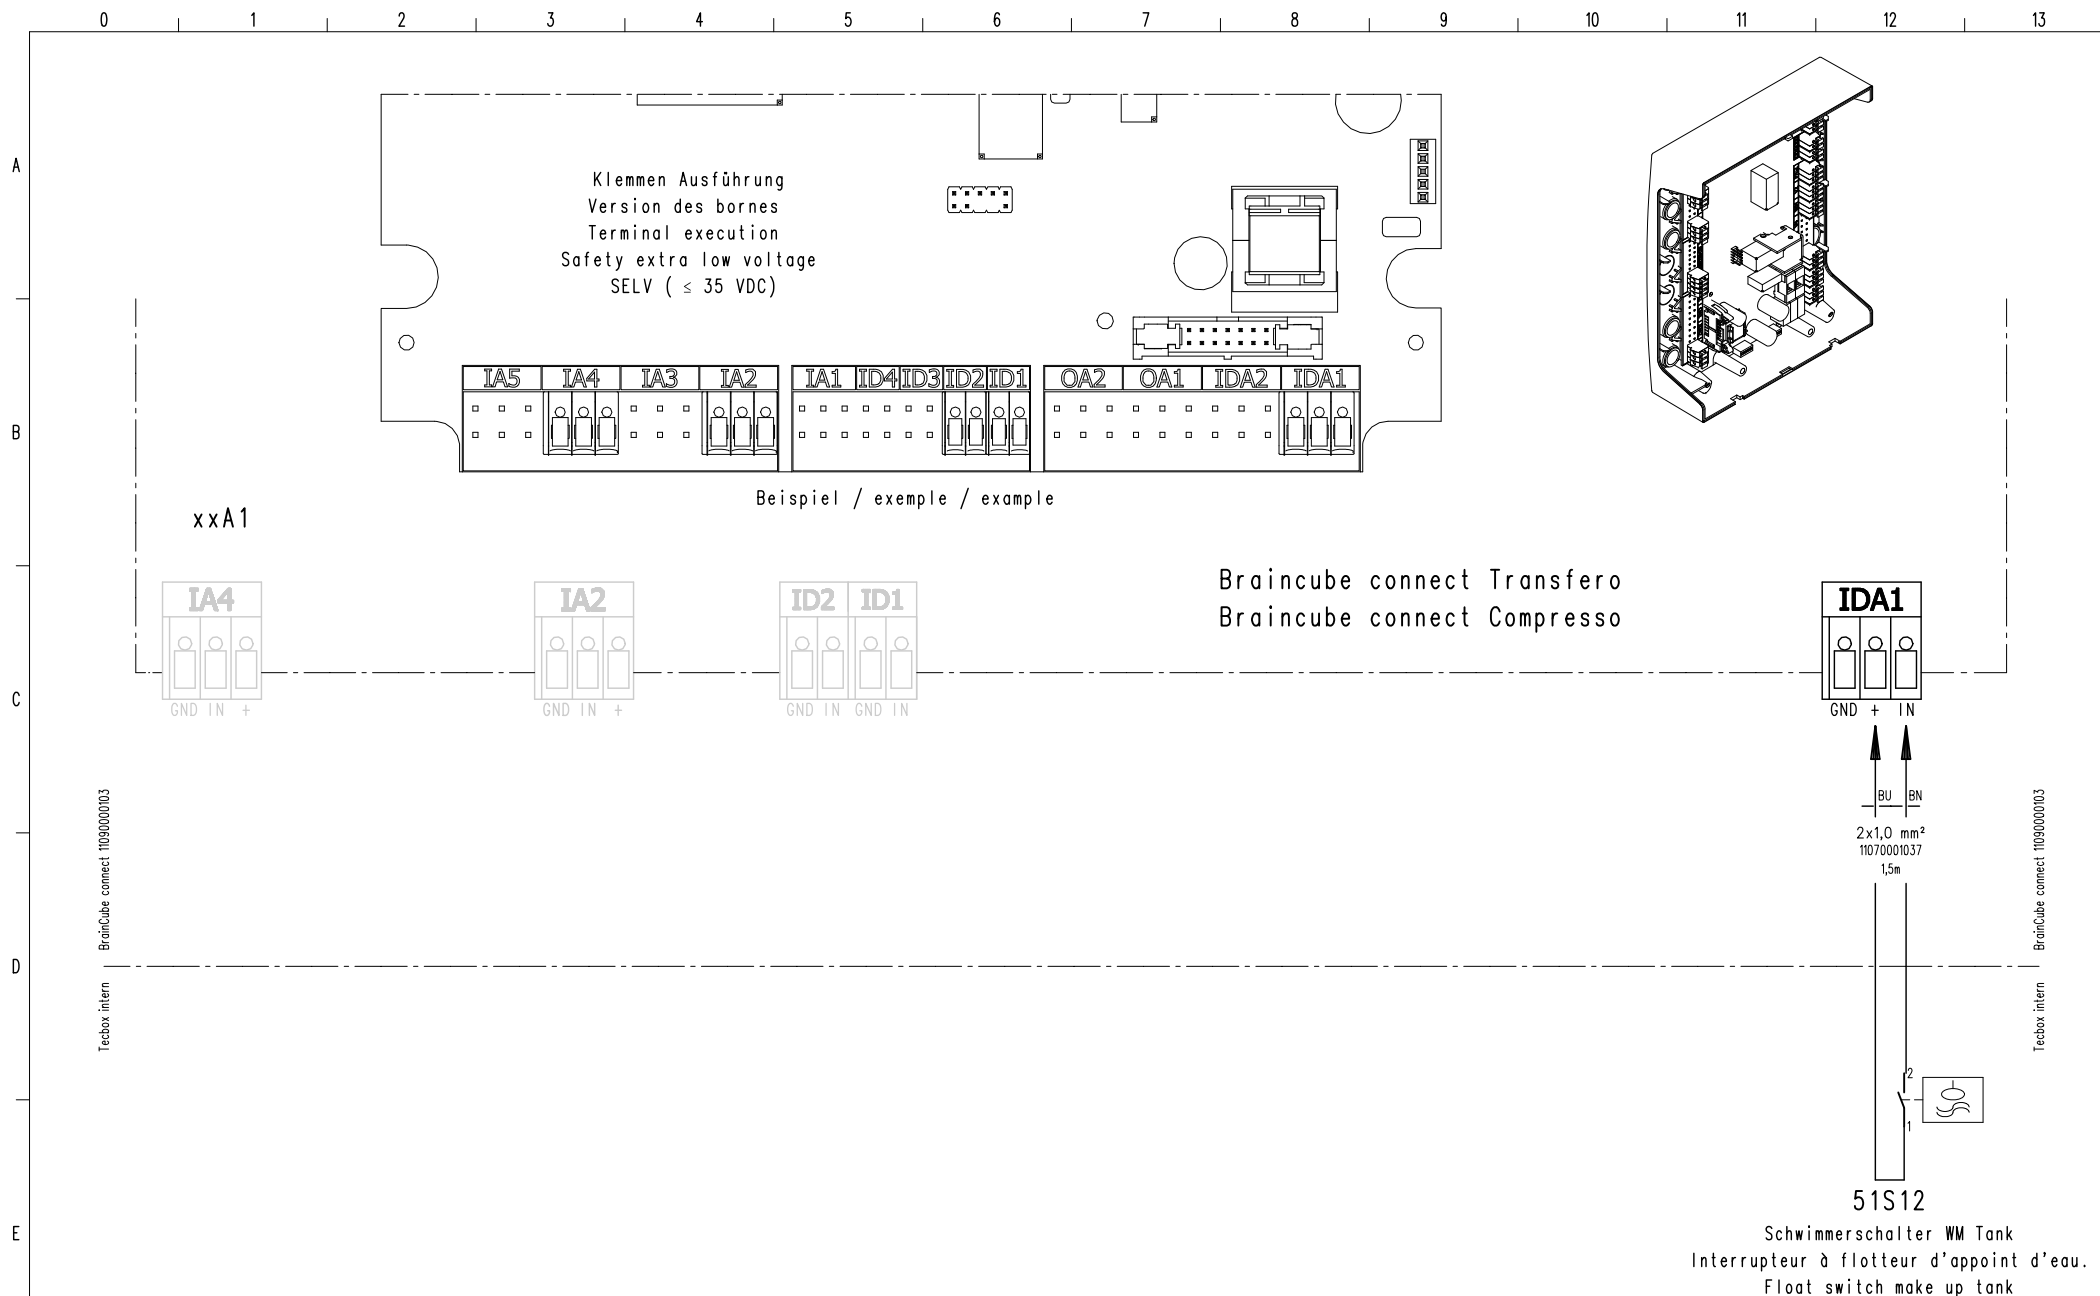 0 1 2 3 4 5 6 7 8 9 10 11 12 13
A
Klemmen Ausführung
Version des bornes
Terminal execution
Safety extra low voltage
SELV ( ≤ 35 VDC)
IA5 IA4 IA3 IA2 IA1 ID4 ID3 ID2 ID1 OA2 OA1 IDA2 IDA1
B
Beispiel / exemple / example
xxA1
Braincube connect Transfero
Braincube connect Compresso
IA4 IA2 ID2 ID1 IDA1
C
GND IN + GND IN + GND IN GND IN GND + IN
BU BN
2x1,0 mm²
11070001037
1,5m
BrainCube connect 11090000103
BrainCube connect 11090000103
D
Tecbox intern
Tecbox intern
2
1
51S12
E
Schwimmerschalter WM Tank
Interrupteur à flotteur d'appoint d'eau.
Float switch make up tank